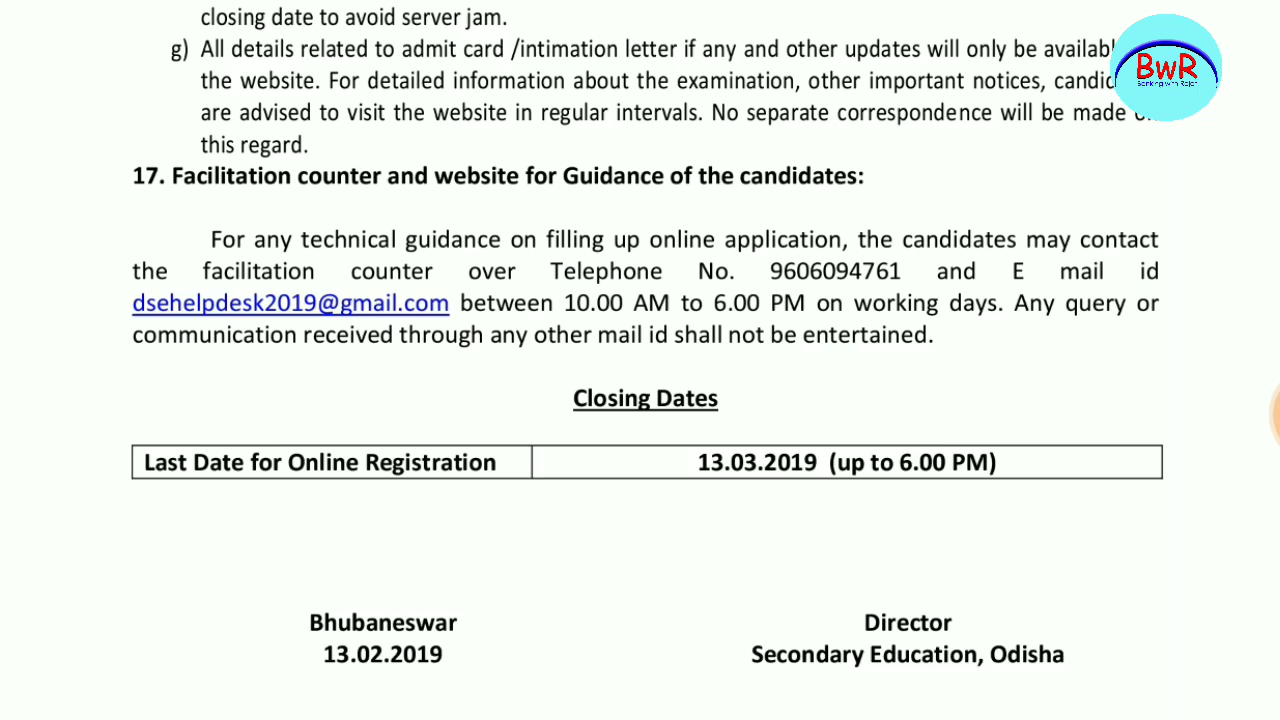 closing date to avoid server jam.
g) All details related to admit card /intimation letter if any and other updates will only be
the website. For detailed information about the examination, other important notices,
are advised to visit the website in regular intervals. No separate correspondence will be made
this regard.
BwR
Banking with Rajat
17. Facilitation counter and website for Guidance of the candidates:
For any technical guidance on filling up online application, the candidates may contact
the facilitation counter over Telephone No. 9606094761 and E mail id
dsehelpdesk2019@gmail.com between 10.00 AM to 6.00 PM on working days. Any query or
communication received through any other mail id shall not be entertained.
Closing Dates
Last Date for Online Registration 13.03.2019 (up to 6.00 PM)
Bhubaneswar Director
13.02.2019 Secondary Education, Odisha